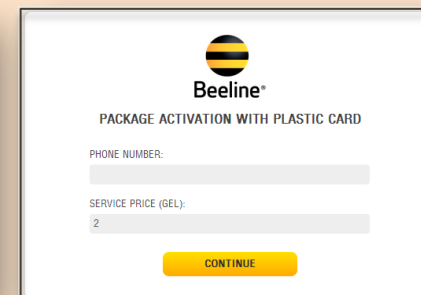 Beeline®
PACKAGE ACTIVATION WITH PLASTIC CARD
PHONE NUMBER:
SERVICE PRICE (GEL):
2
CONTINUE